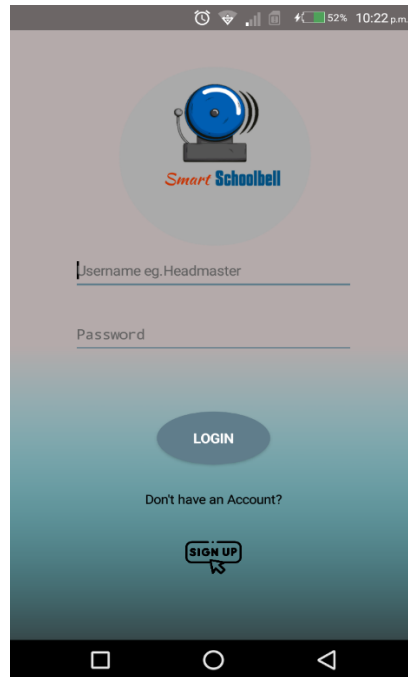 52% 10:22 p.m.
Smart Schoolbell
Username eg.Headmaster
Password
LOGIN
Don't have an Account?
SIGN UP